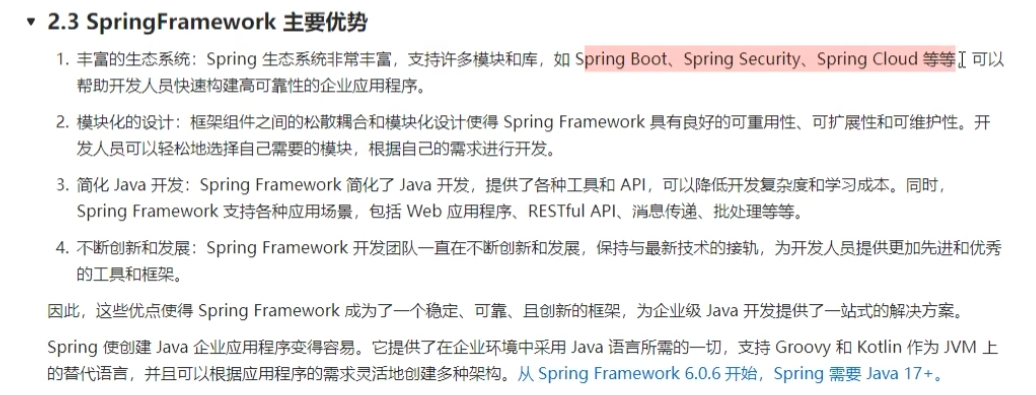 2.3 SpringFramework 主要优势
1. 丰富的生态系统：Spring 生态系统非常丰富，支持许多模块和库，如 Spring Boot、Spring Security、Spring Cloud 等等，可以
帮助开发人员快速构建高可靠性的企业应用程序。
2. 模块化的设计：框架组件之间的松散耦合和模块化设计使得 Spring Framework 具有良好的可重用性、可扩展性和可维护性。开
发人员可以轻松地选择自己需要的模块，根据自己的需求进行开发。
3. 简化 Java 开发：Spring Framework 简化了 Java 开发，提供了各种工具和 API，可以降低开发复杂度和学习成本。同时，
Spring Framework 支持各种应用场景，包括 Web 应用程序、RESTful API、消息传递、批处理等等。
4. 不断创新和发展：Spring Framework 开发团队一直在不断创新和发展，保持与最新技术的接轨，为开发人员提供更加先进和优秀
的工具和框架。
因此，这些优点使得 Spring Framework 成为了一个稳定、可靠、且创新的框架，为企业级 Java 开发提供了一站式的解决方案。
Spring 使创建 Java 企业应用程序变得容易。它提供了在企业环境中采用 Java 语言所需的一切，支持 Groovy 和 Kotlin 作为 JVM 上
的替代语言，并且可以根据应用程序的需求灵活地创建多种架构。从 Spring Framework 6.0.6 开始，Spring 需要 Java 17+。